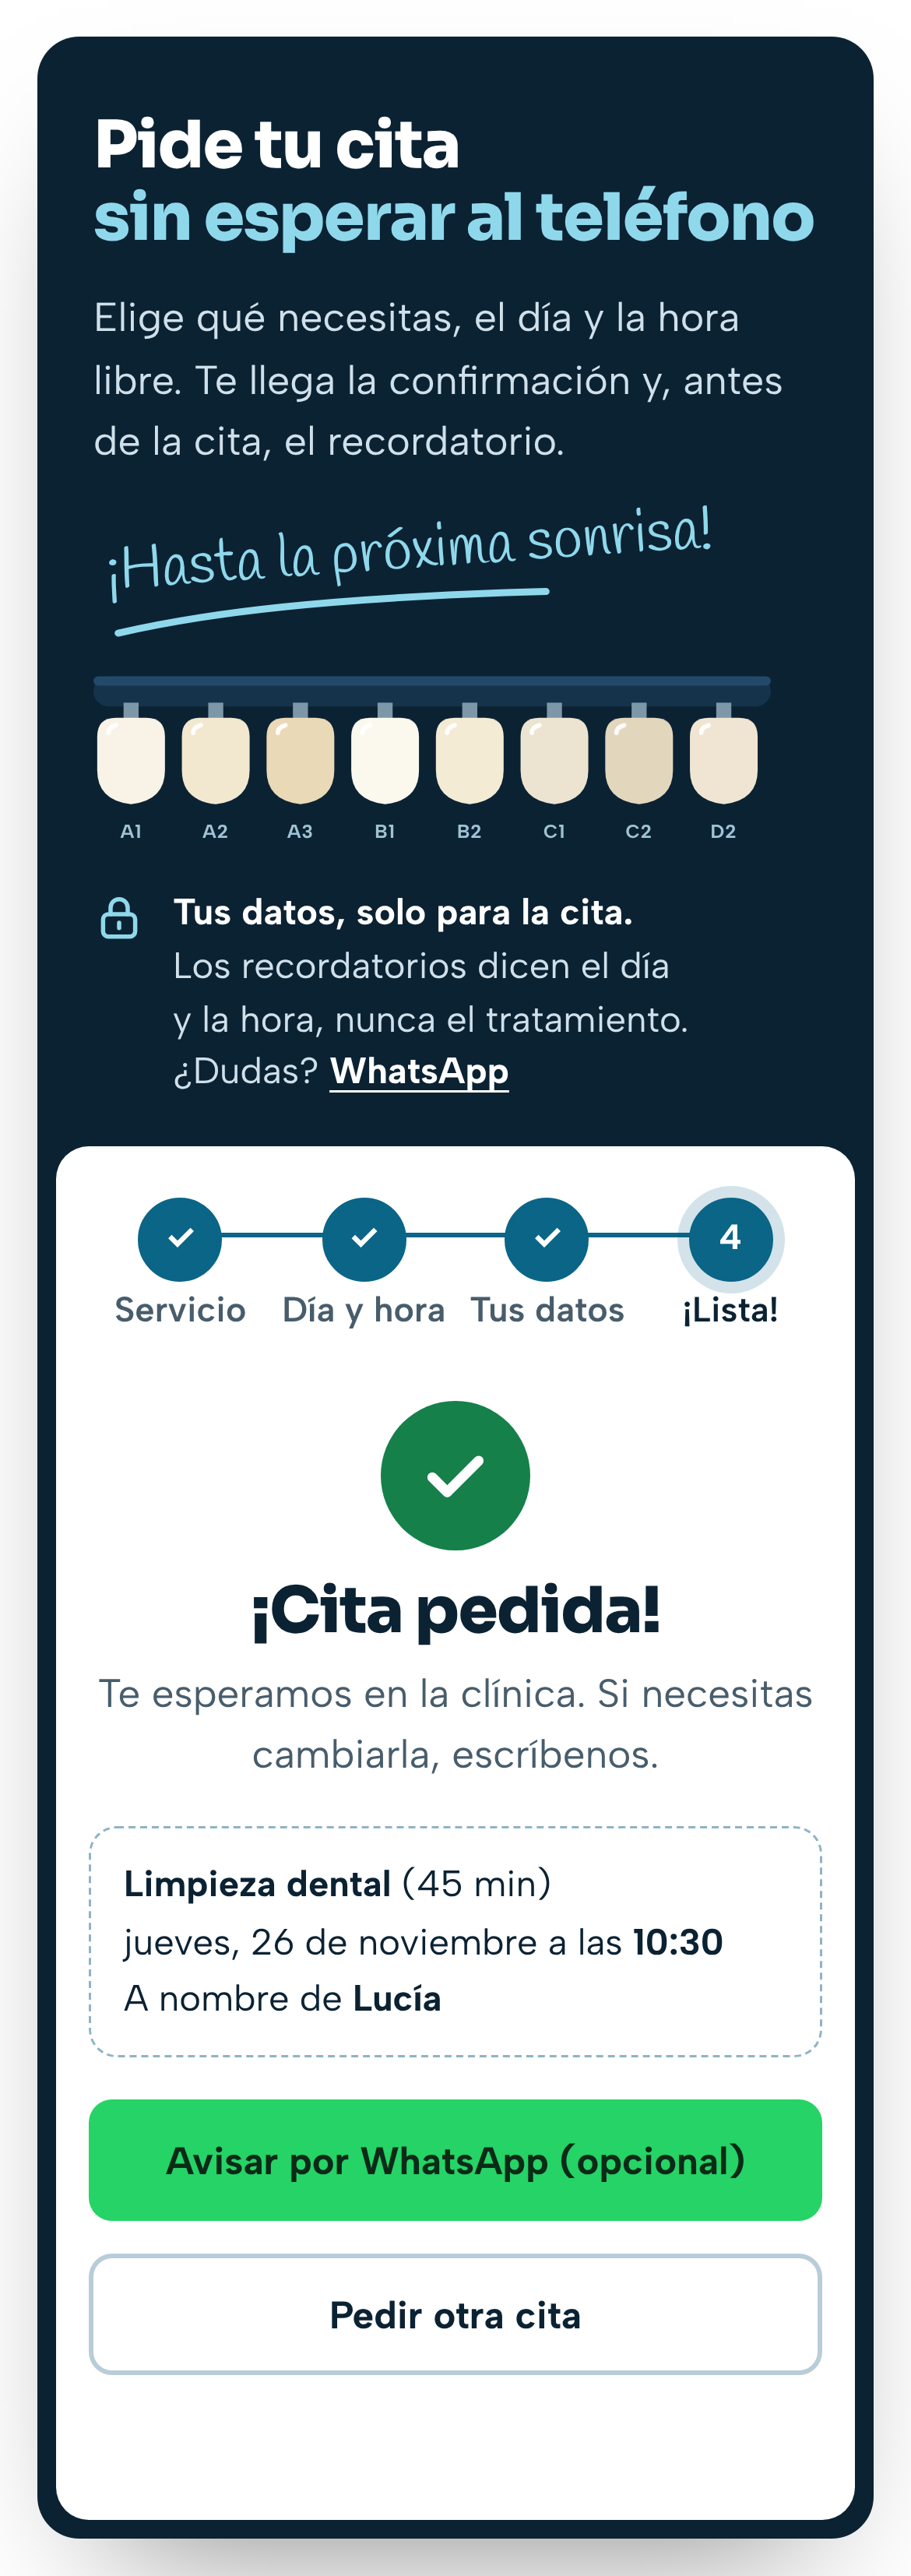 Pide tu cita
sin esperar al teléfono
Elige qué necesitas, el día y la hora
libre. Te llega la confirmación y, antes
de la cita, el recordatorio.
¡Hasta la próxima sonrisa!
A1 A2 A3 B1 B2 C1 C2 D2
Tus datos, solo para la cita.
Los recordatorios dicen el día
y la hora, nunca el tratamiento.
¿Dudas? WhatsApp
4
Servicio Día y hora Tus datos ¡Lista!
¡Cita pedida!
Te esperamos en la clínica. Si necesitas
cambiarla, escríbenos.
Limpieza dental (45 min)
jueves, 26 de noviembre a las 10:30
A nombre de Lucía
Avisar por WhatsApp (opcional)
Pedir otra cita